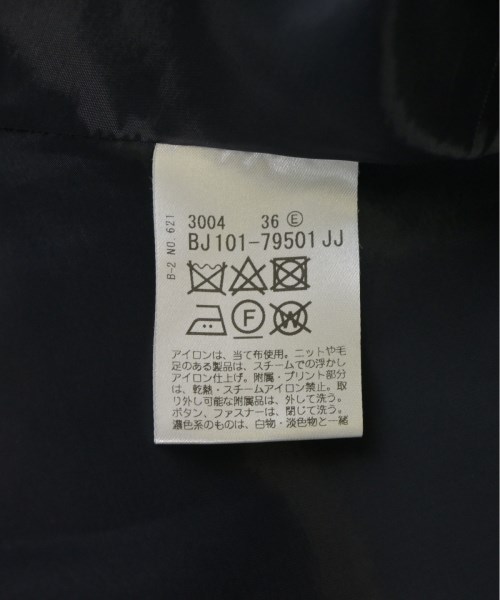 B-2 NO. 621
3004 36 Ⓔ
BJ101-79501 JJ
F W
アイロンは、当て布使用。ニットや毛
足のある製品は、スチームでの浮かし
アイロン仕上げ。附属・プリント部分
は、乾熱・スチームアイロン禁止。取
り外し可能な附属品は、外して洗う。
ボタン、ファスナーは、閉じて洗う。
濃色系のものは、白物・淡色物と一緒